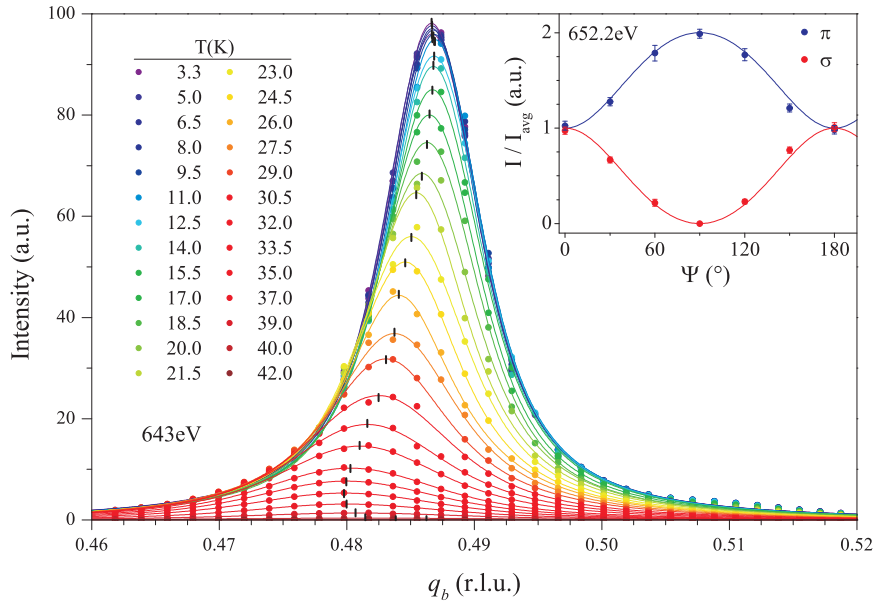 100
80
60
40
20
0
Intensity (a.u.)
T(K)
3.3 23.0
5.0 24.5
6.5 26.0
8.0 27.5
9.5 29.0
11.0 30.5
12.5 32.0
14.0 33.5
15.5 35.0
17.0 37.0
18.5 39.0
20.0 40.0
21.5 42.0
643eV
0.46 0.47 0.48 0.49 0.50 0.51 0.52
q_b (r.l.u.)
652.2eV
π
σ
2
1
0
I / I_avg (a.u.)
0 60 120 180
Ψ (°)